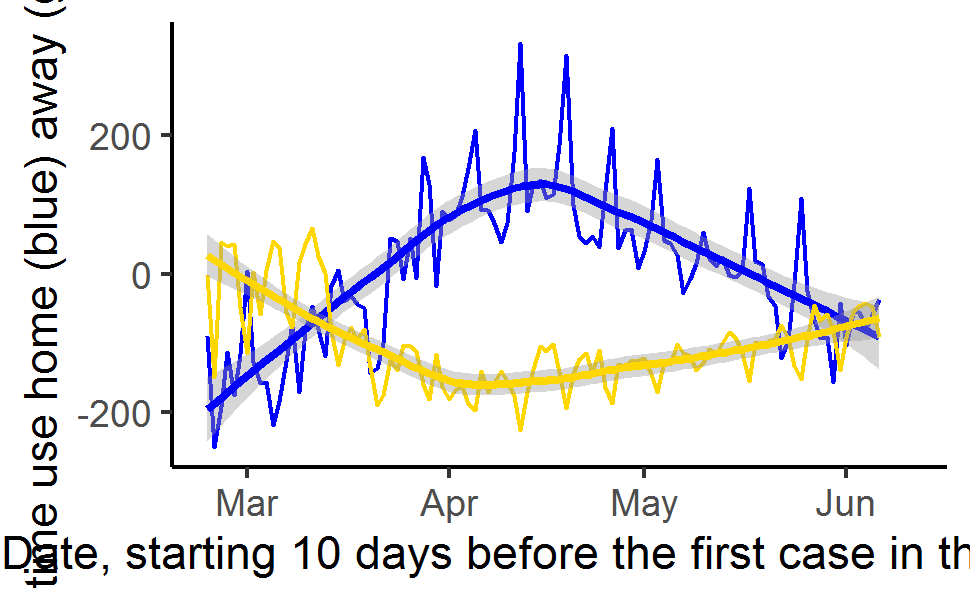 time use home (blue) away (
200
0
-200
Mar Apr May Jun
Date, starting 10 days before the first case in th